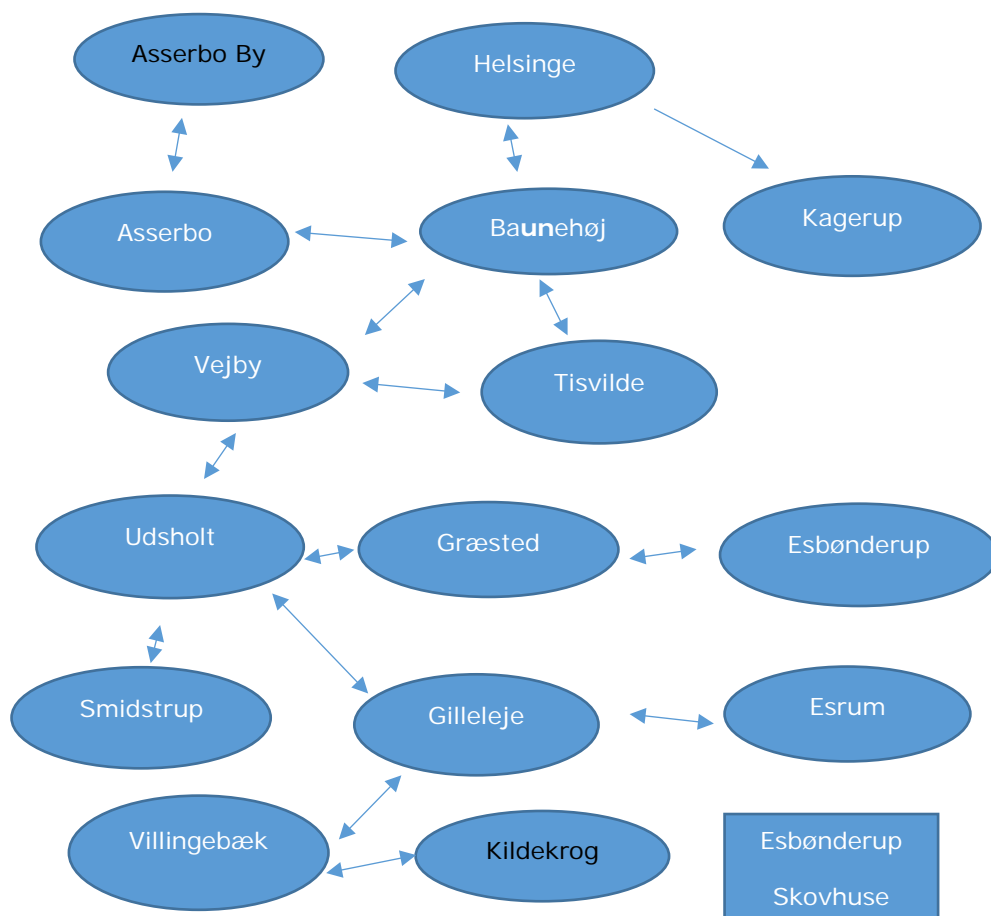 Asserbo By
Helsinge
Asserbo
Baunehøj
Kagerup
Vejby
Tisvilde
Udsholt
Græsted
Esbønderup
Smidstrup
Gilleleje
Esrum
Villingebæk
Kildekrog
Esbønderup
Skovhuse